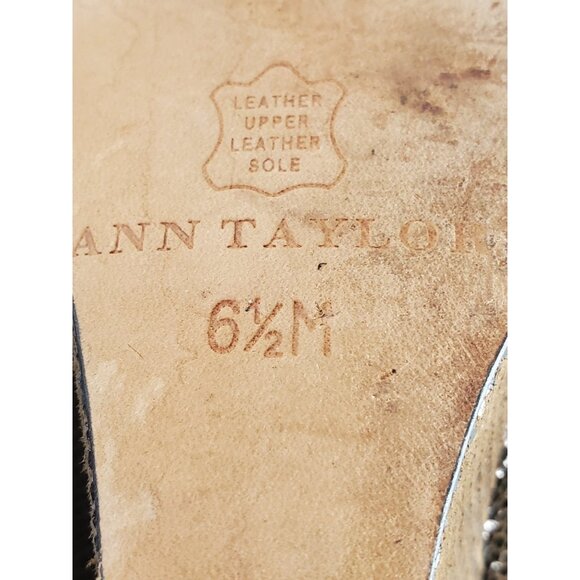 LEATHER
UPPER
LEATHER
SOLE
ANN TAYLOR
6½M